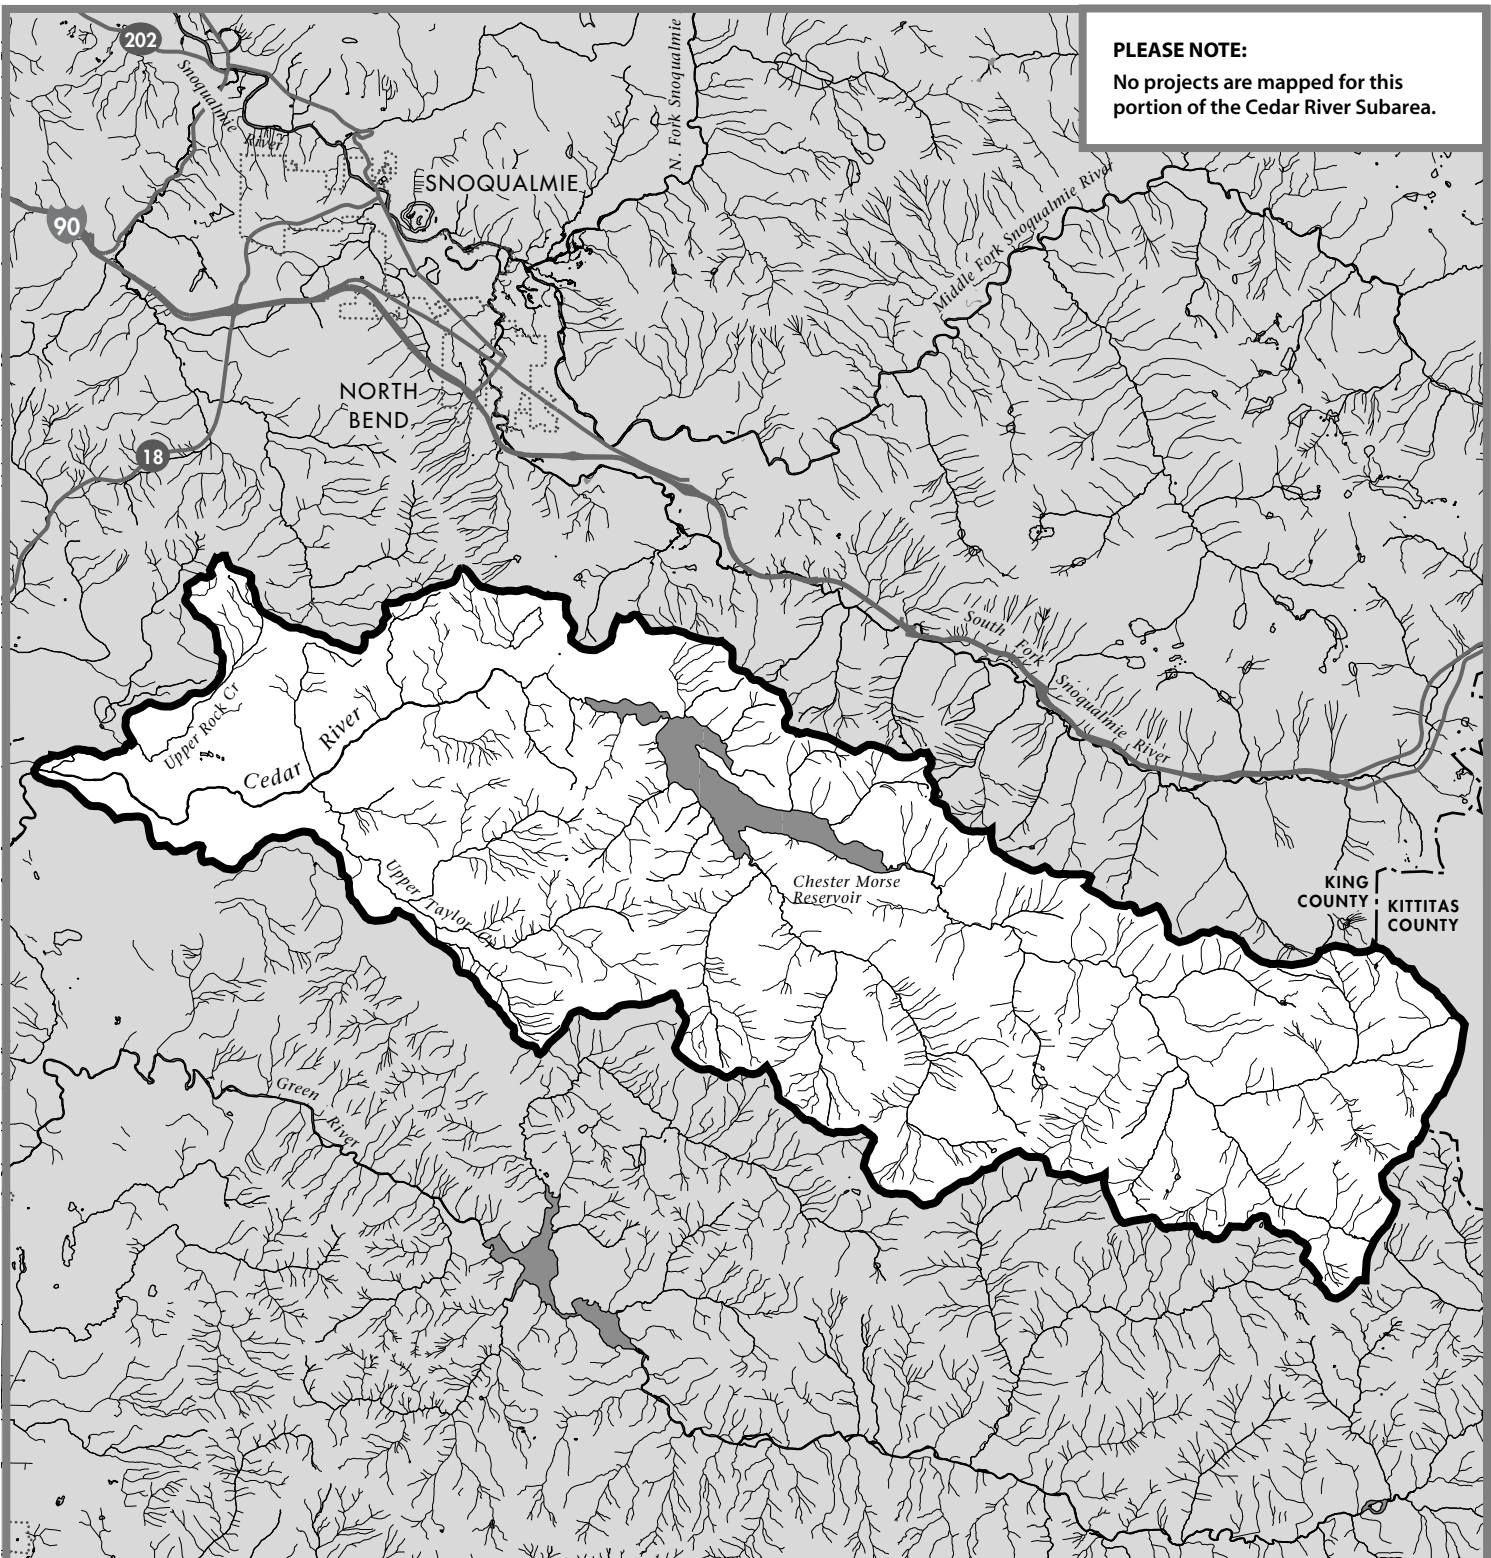 PLEASE NOTE:
No projects are mapped for this
portion of the Cedar River Subarea.
202
Snoqualmie
River
N. Fork Snoqualmie
SNOQUALMIE
Middle Fork Snoqualmie River
90
NORTH
BEND
18
South Fork
Snoqualmie River
Upper Rock Cr
Cedar
River
Chester Morse
Reservoir
Upper Taylor Cr
KING
COUNTY
KITTITAS
COUNTY
Green
River